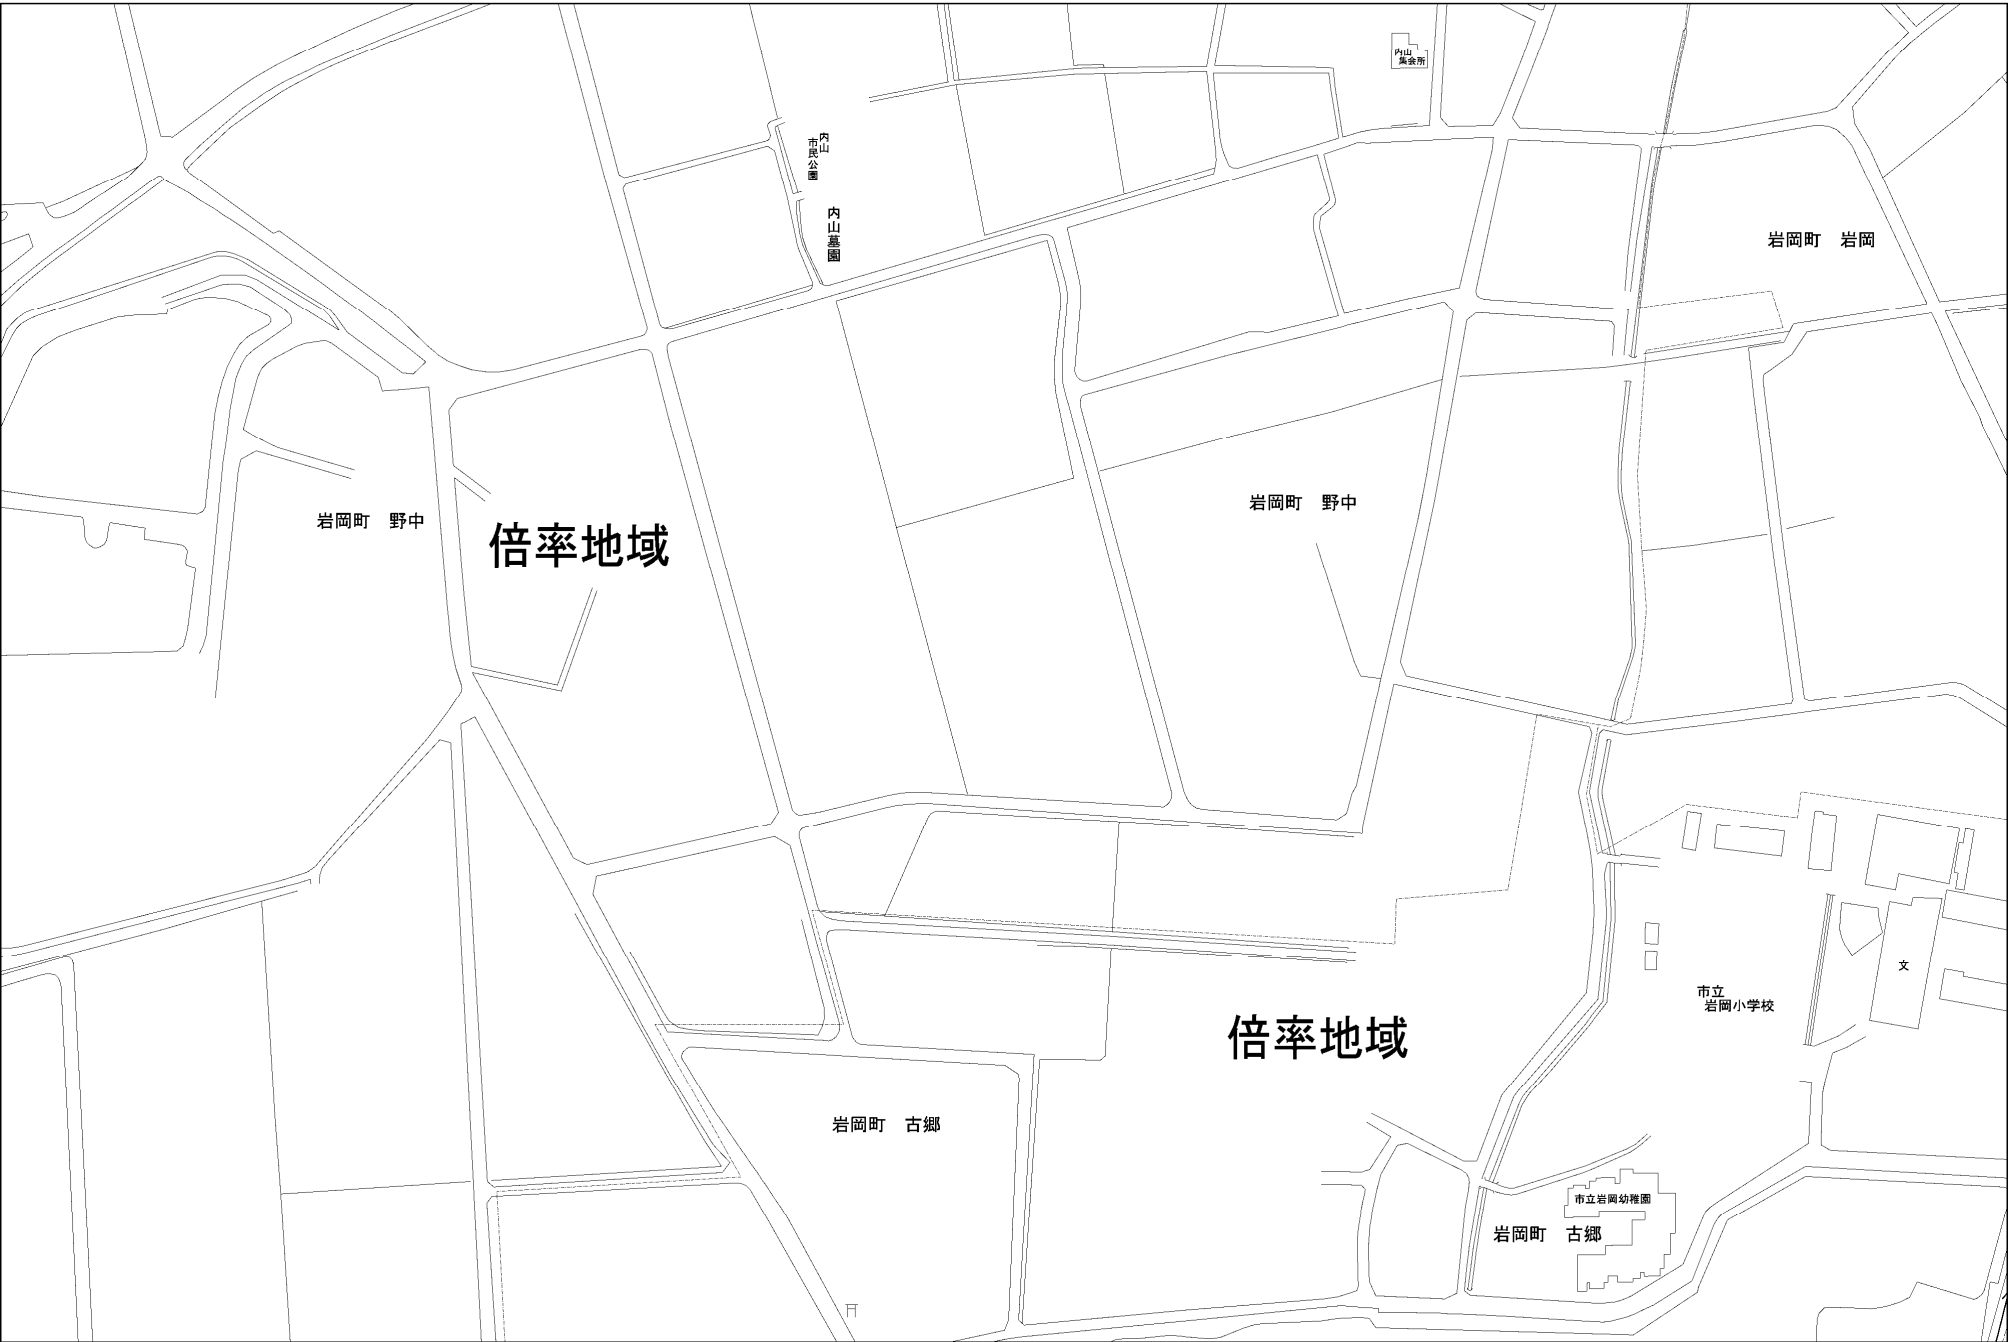 内山
集会所
内山
市民公園
内山墓園
岩岡町　岩岡
岩岡町　野中
岩岡町　野中
倍率地域
文
市立
岩岡小学校
倍率地域
岩岡町　古郷
市立岩岡幼稚園
岩岡町　古郷